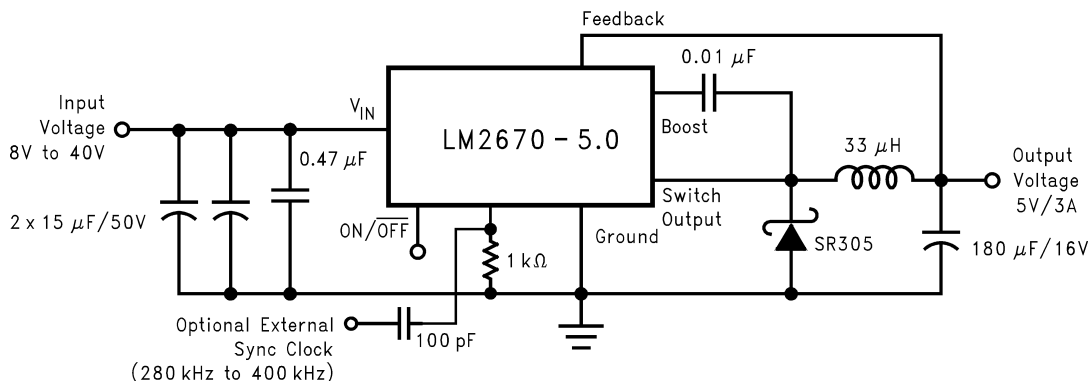 Feedback
0.01 μF
Input
Voltage
8V to 40V
V_IN
LM2670 - 5.0
Boost
0.47 μF
33 μH
Output
Voltage
5V/3A
2 x 15 μF/50V
ON/O̅F̅F̅
Ground
Switch
Output
1 kΩ
SR305
180 μF/16V
Optional External
Sync Clock
(280 kHz to 400 kHz)
100 pF